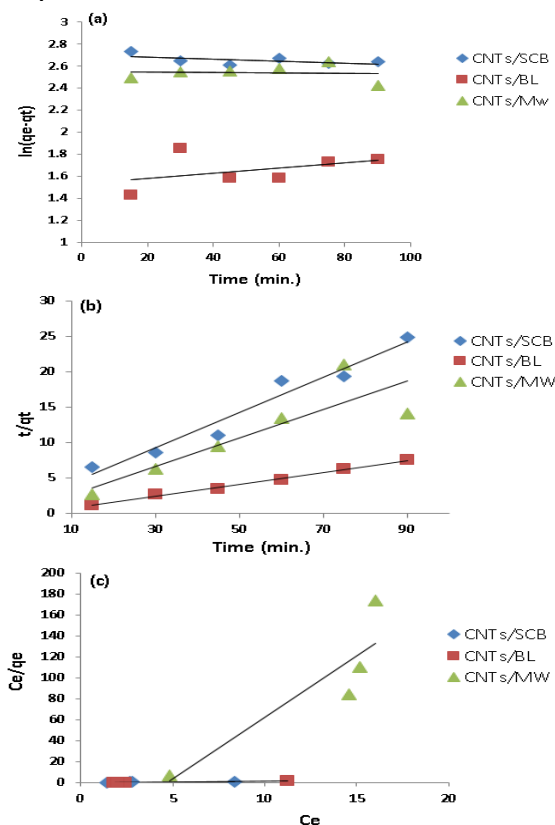 (a)
3
2.8
2.6
2.4
2.2
2
1.8
1.6
1.4
1.2
1
ln(qe-qt)
0 20 40 60 80 100
Time (min.)
CNTs/SCB
CNTs/BL
CNTs/Mw
(b)
30
25
20
15
10
5
0
t/qt
10 30 50 70 90
Time (min.)
CNTs/SCB
CNTs/BL
CNTs/MW
(c)
200
180
160
140
120
100
80
60
40
20
0
Ce/qe
0 5 10 15 20
Ce
CNTs/SCB
CNTs/BL
CNTs/MW